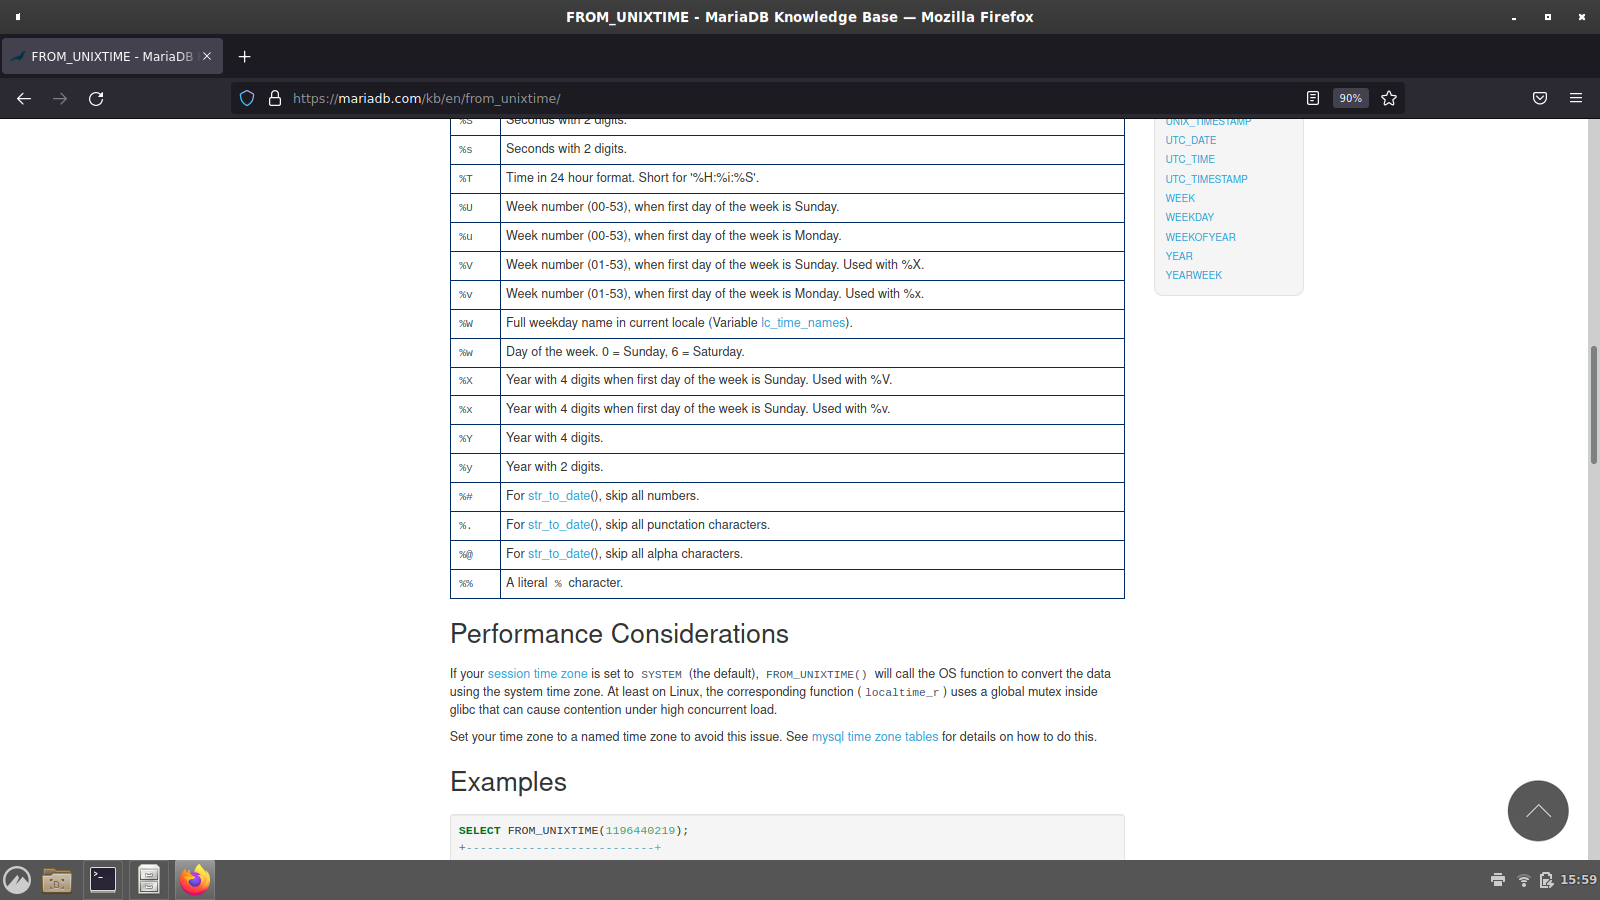 FROM_UNIXTIME - MariaDB Knowledge Base — Mozilla Firefox
FROM_UNIXTIME - MariaDB
https://mariadb.com/kb/en/from_unixtime/
90%
%S Seconds with 2 digits.
%s Seconds with 2 digits.
%T Time in 24 hour format. Short for '%H:%i:%S'.
%U Week number (00-53), when first day of the week is Sunday.
%u Week number (00-53), when first day of the week is Monday.
%V Week number (01-53), when first day of the week is Sunday. Used with %X.
%v Week number (01-53), when first day of the week is Monday. Used with %x.
%W Full weekday name in current locale (Variable lc_time_names).
%w Day of the week. 0 = Sunday, 6 = Saturday.
%X Year with 4 digits when first day of the week is Sunday. Used with %V.
%x Year with 4 digits when first day of the week is Sunday. Used with %v.
%Y Year with 4 digits.
%y Year with 2 digits.
%# For str_to_date(), skip all numbers.
%. For str_to_date(), skip all punctation characters.
%@ For str_to_date(), skip all alpha characters.
%% A literal % character.
Performance Considerations
If your session time zone is set to SYSTEM (the default), FROM_UNIXTIME() will call the OS function to convert the data
using the system time zone. At least on Linux, the corresponding function ( localtime_r ) uses a global mutex inside
glibc that can cause contention under high concurrent load.
Set your time zone to a named time zone to avoid this issue. See mysql time zone tables for details on how to do this.
Examples
SELECT FROM_UNIXTIME(1196440219);
+---------------------------+
UNIX_TIMESTAMP
UTC_DATE
UTC_TIME
UTC_TIMESTAMP
WEEK
WEEKDAY
WEEKOFYEAR
YEAR
YEARWEEK
15:59